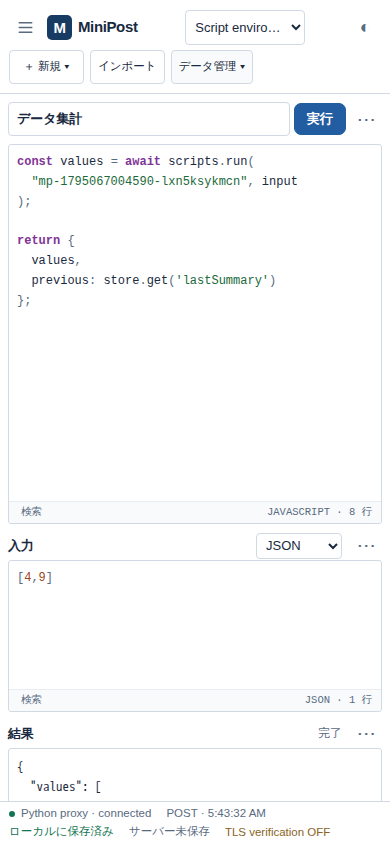 M MiniPost Script enviro…
＋ 新規 ▾ インポート データ管理 ▾
データ集計 実行 ···
const values = await scripts.run(
"mp-1795067004590-lxn5ksykmcn", input
);
return {
values,
previous: store.get('lastSummary')
};
検索 JAVASCRIPT · 8 行
入力 JSON ···
[4,9]
検索 JSON · 1 行
結果 完了 ···
{
"values": [
Python proxy · connected POST · 5:43:32 AM
ローカルに保存済み サーバー未保存 TLS verification OFF